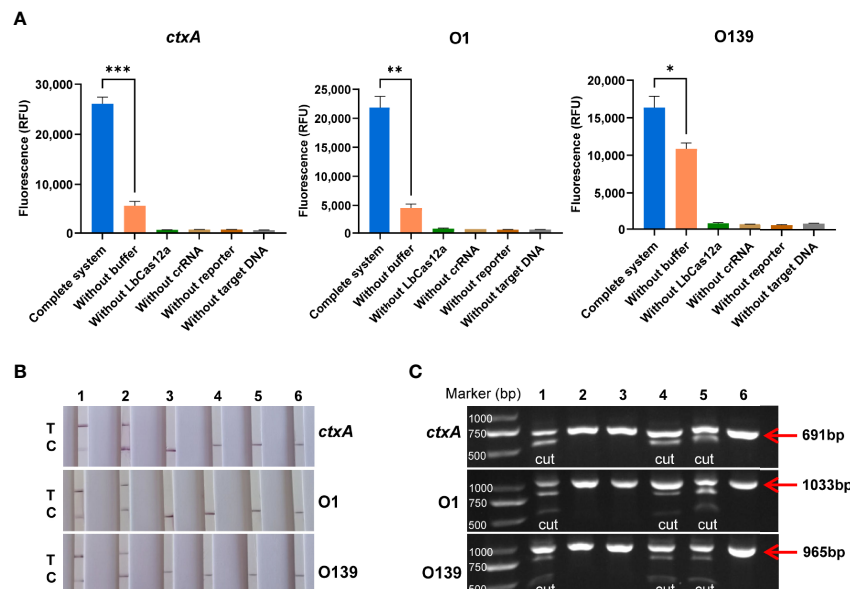 A
ctxA
O1
O139
Fluorescence (RFU)
30,000
20,000
10,000
0
***
Complete system
Without buffer
Without LbCas12a
Without crRNA
Without reporter
Without target DNA
Fluorescence (RFU)
25,000
20,000
15,000
10,000
5,000
0
**
Complete system
Without buffer
Without LbCas12a
Without crRNA
Without reporter
Without target DNA
Fluorescence (RFU)
20,000
15,000
10,000
5,000
0
*
Complete system
Without buffer
Without LbCas12a
Without crRNA
Without reporter
Without target DNA
B
1 2 3 4 5 6
T
C
ctxA
T
C
O1
T
C
O139
C
Marker (bp) 1 2 3 4 5 6
ctxA
1000
750
500
cut cut cut
691bp
O1
1000
750
500
cut cut cut
1033bp
O139
1000
750
500
cut cut cut
965bp